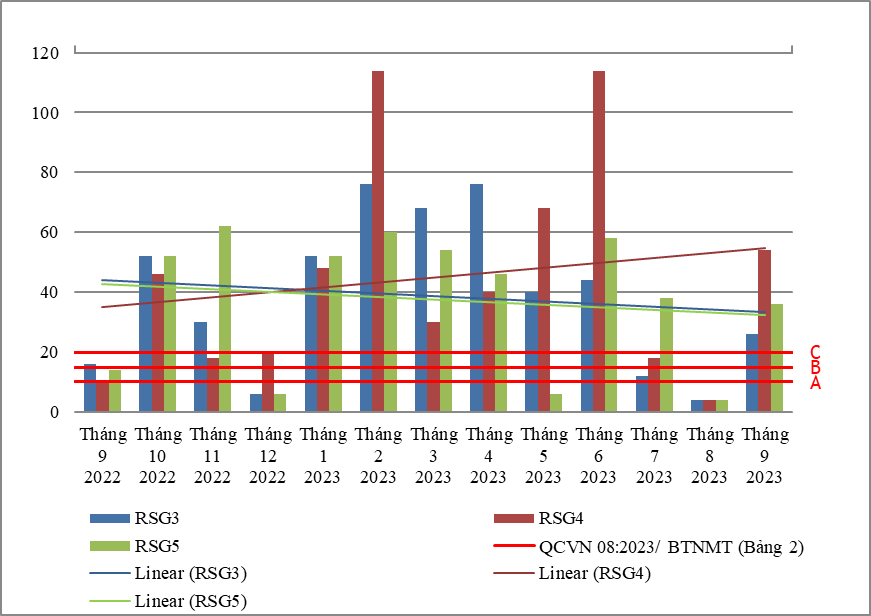 120
100
80
60
40
20
0
C
B
A
Tháng 9 2022
Tháng 10 2022
Tháng 11 2022
Tháng 12 2022
Tháng 1 2023
Tháng 2 2023
Tháng 3 2023
Tháng 4 2023
Tháng 5 2023
Tháng 6 2023
Tháng 7 2023
Tháng 8 2023
Tháng 9 2023
RSG3
RSG4
RSG5
QCVN 08:2023/ BTNMT (Bảng 2)
Linear (RSG3)
Linear (RSG4)
Linear (RSG5)